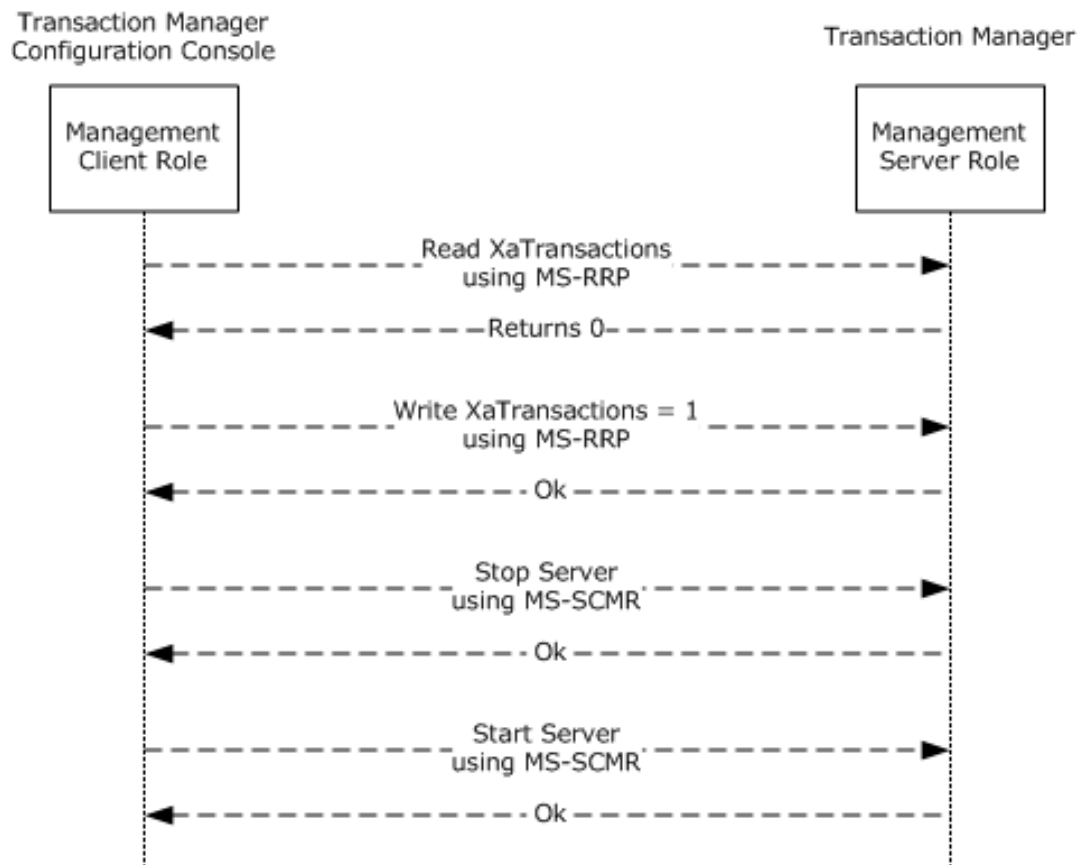 Transaction Manager
Configuration Console
Transaction Manager
Management
Client Role
Management
Server Role
Read XaTransactions
using MS-RRP
Returns 0
Write XaTransactions = 1
using MS-RRP
Ok
Stop Server
using MS-SCMR
Ok
Start Server
using MS-SCMR
Ok